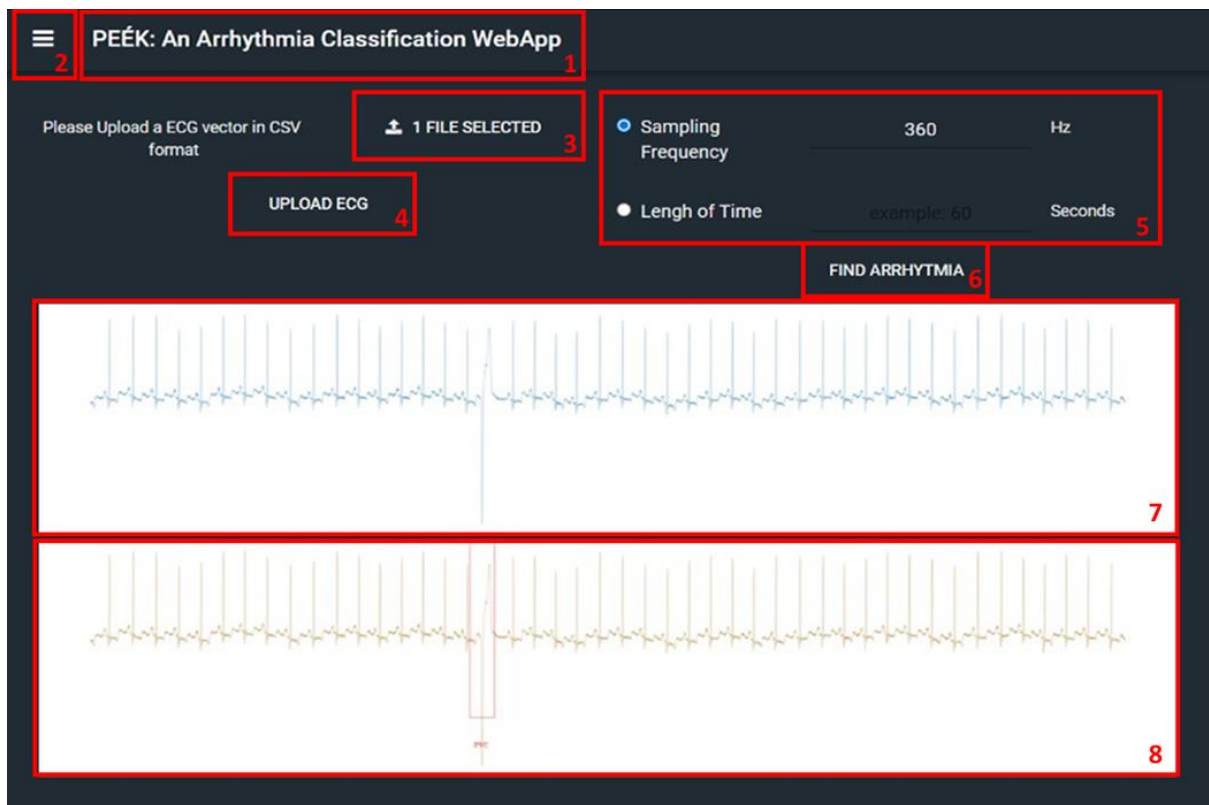 PEÉK: An Arrhythmia Classification WebApp
2
1
Please Upload a ECG vector in CSV
format
1 FILE SELECTED
3
UPLOAD ECG
4
Sampling
Frequency
360
Hz
Lengh of Time
example: 60
Seconds
5
FIND ARRHYTMIA
6
7
PVC
8